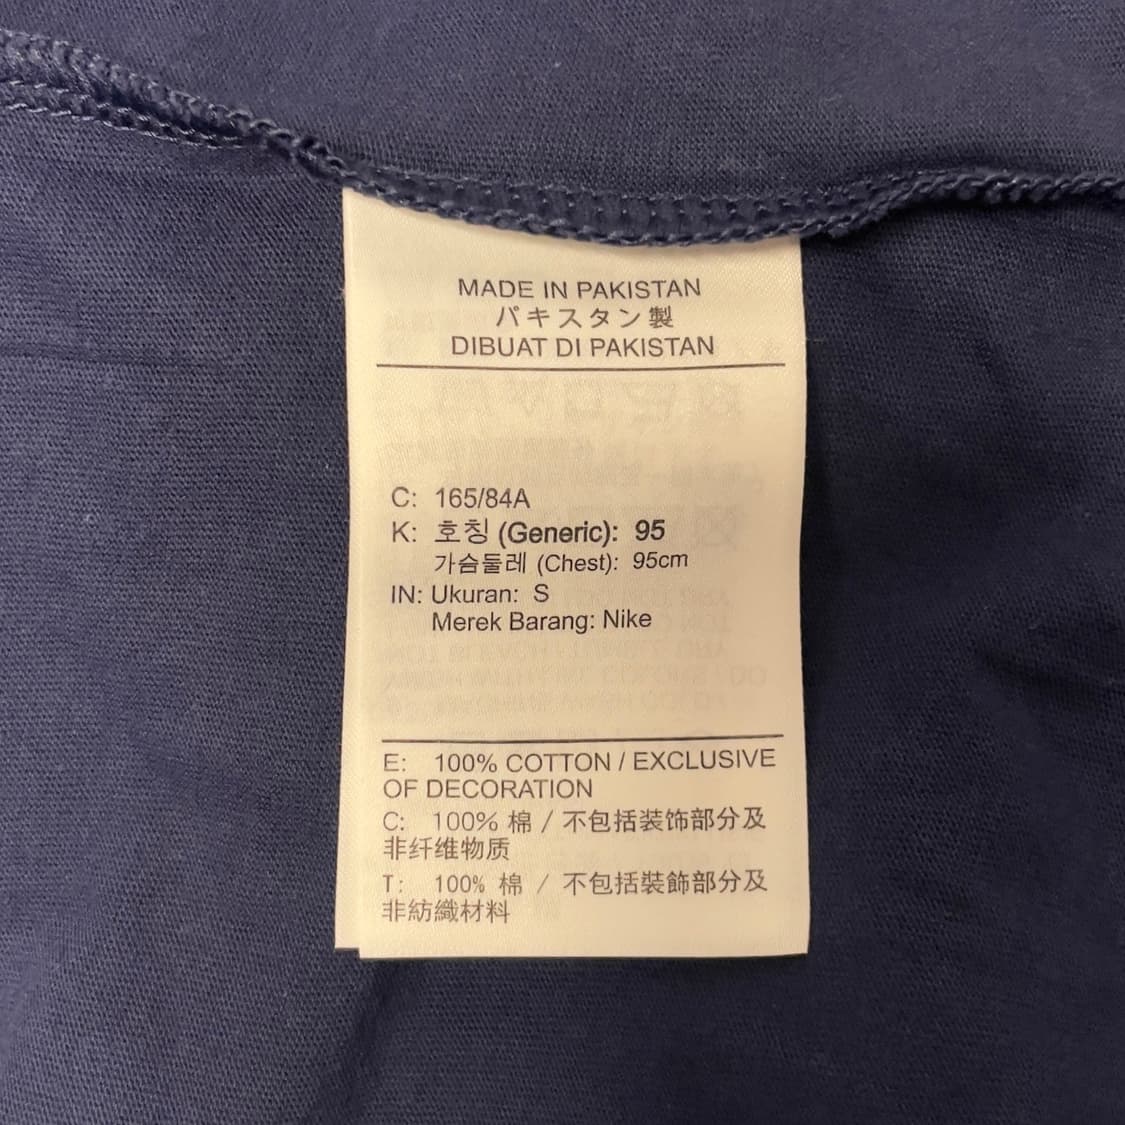 MADE IN PAKISTAN
パキスタン製
DIBUAT DI PAKISTAN
C: 165/84A
K: 호칭 (Generic): 95
가슴둘레 (Chest): 95cm
IN: Ukuran: S
Merek Barang: Nike
E: 100% COTTON / EXCLUSIVE
OF DECORATION
C: 100% 棉 / 不包括装饰部分及
非纤维物质
T: 100% 棉 / 不包括裝飾部分及
非紡織材料